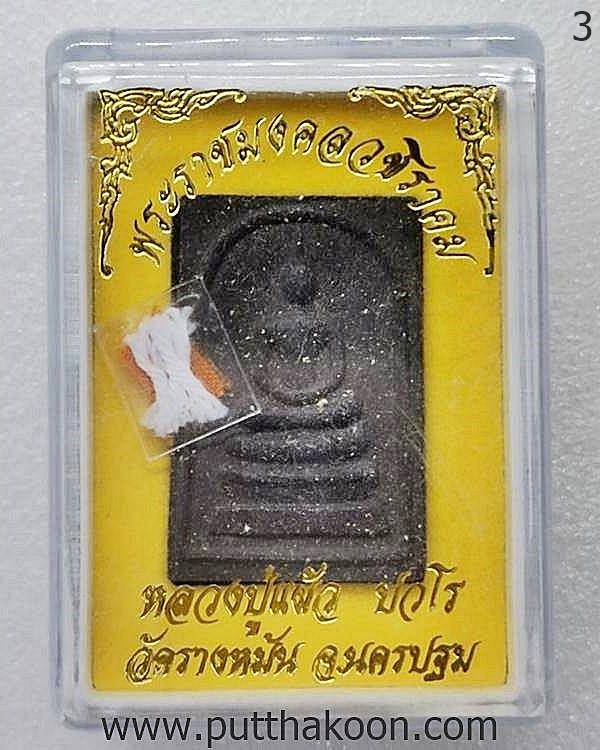 3
พระราชมงคลวชิราคม
หลวงปู่แผ้ว ปวโร
วัดรางหมัน จ.นครปฐม
www.putthakoon.com